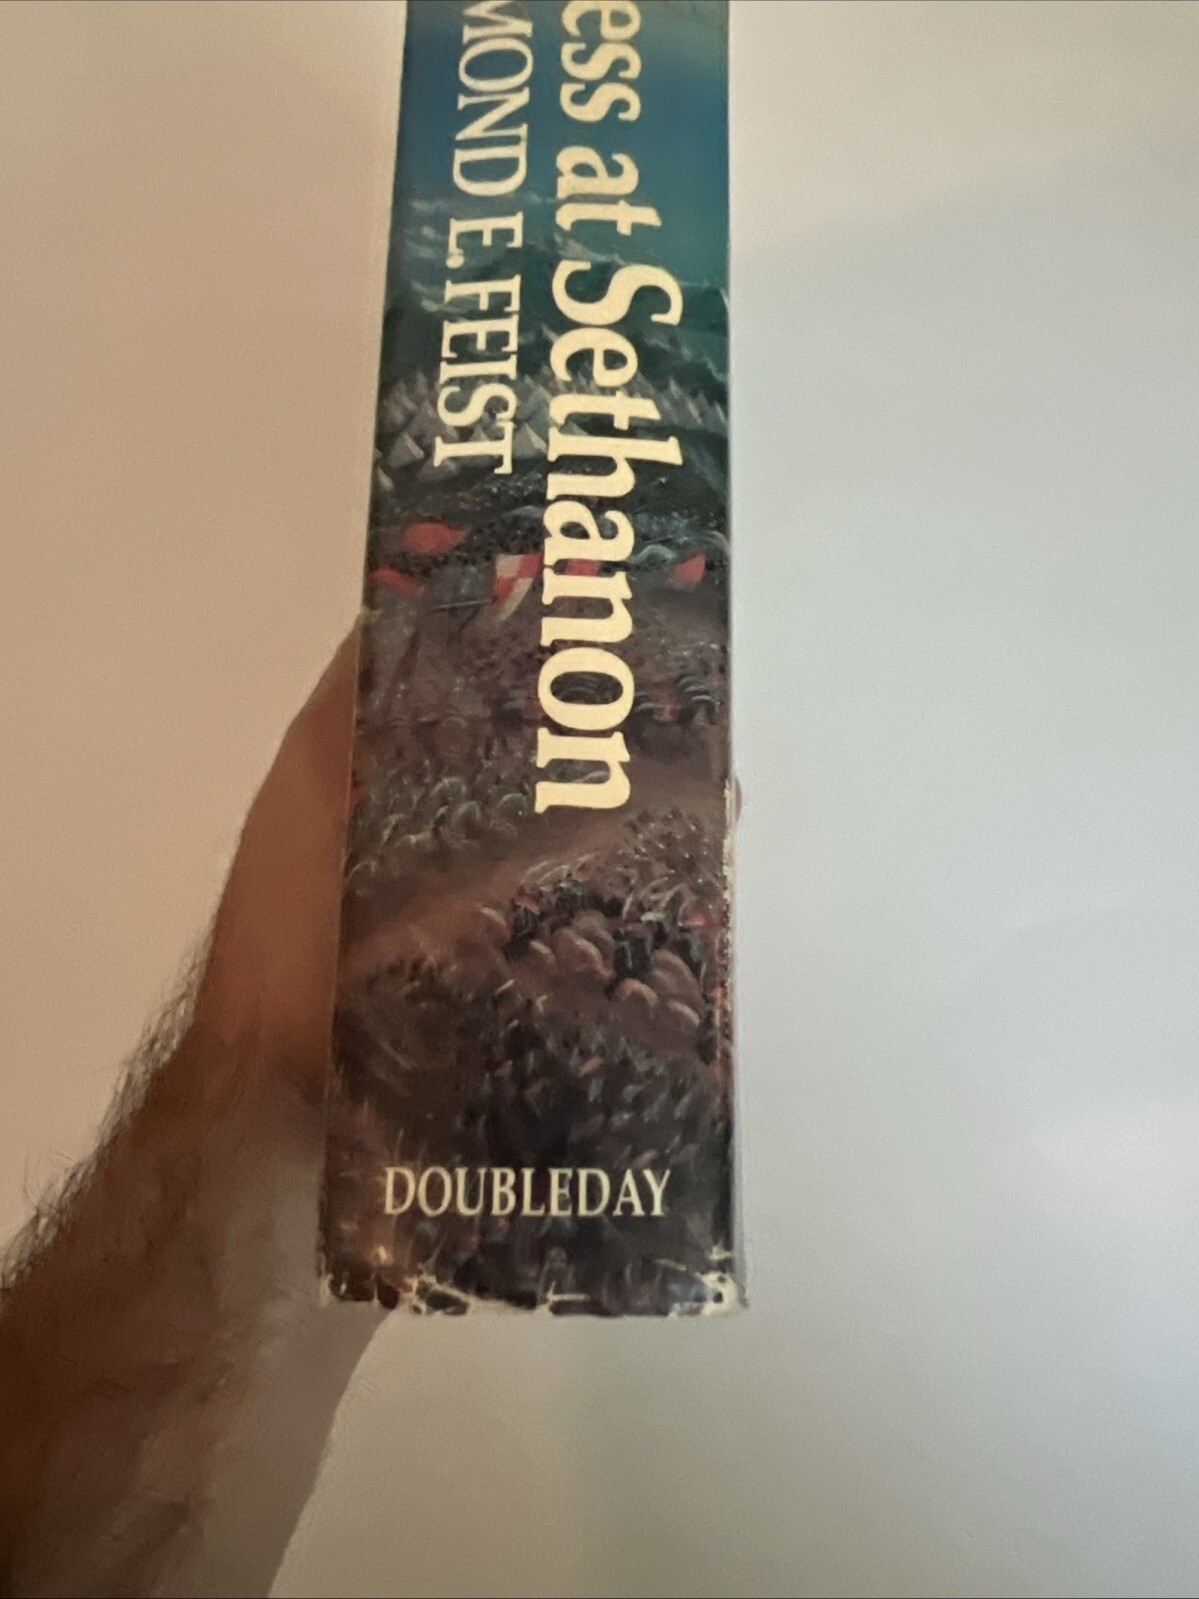 ess at Sethanon
MOND E. FEIST
DOUBLEDAY